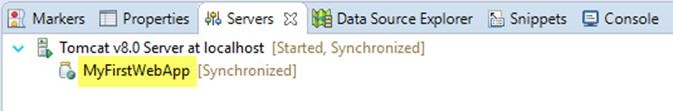 Markers Properties Servers Data Source Explorer Snippets Console
Tomcat v8.0 Server at localhost [Started, Synchronized]
MyFirstWebApp [Synchronized]